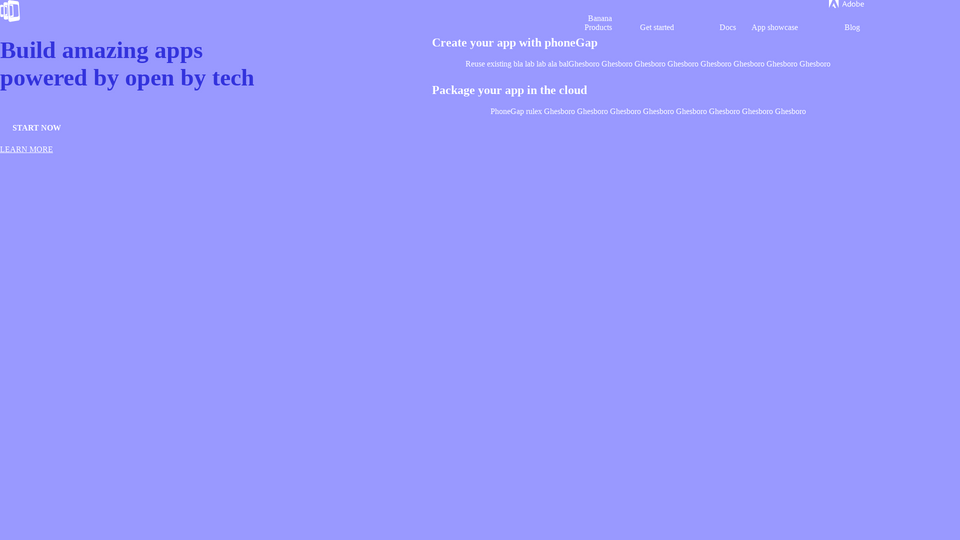 Adobe
Banana
Products
Get started
Docs
App showcase
Blog
Build amazing apps
powered by open by tech
START NOW
LEARN MORE
Create your app with phoneGap
Reuse existing bla lab lab ala balGhesboro Ghesboro Ghesboro Ghesboro Ghesboro Ghesboro Ghesboro Ghesboro
Package your app in the cloud
PhoneGap rulex Ghesboro Ghesboro Ghesboro Ghesboro Ghesboro Ghesboro Ghesboro Ghesboro